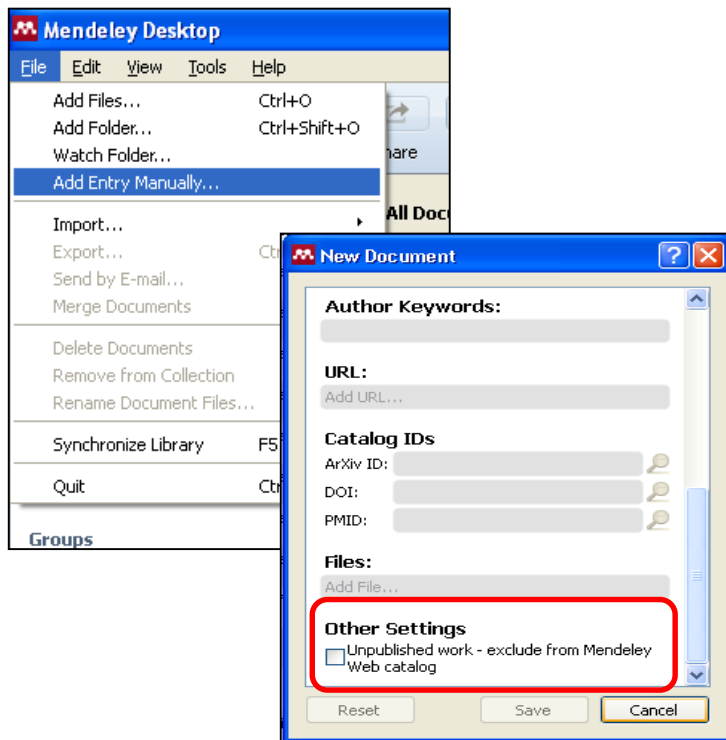 Mendeley Desktop
File Edit View Tools Help
Add Files... Ctrl+O
Add Folder... Ctrl+Shift+O
Watch Folder...
Add Entry Manually...
Import...
Export... Ct
Send by E-mail...
Merge Documents
Delete Documents
Remove from Collection
Rename Document Files...
Synchronize Library F5
Quit Ct
hare
All Doc
Groups
New Document
Author Keywords:
URL:
Add URL...
Catalog IDs
ArXiv ID:
DOI:
PMID:
Files:
Add File...
Other Settings
Unpublished work - exclude from Mendeley
Web catalog
Reset Save Cancel